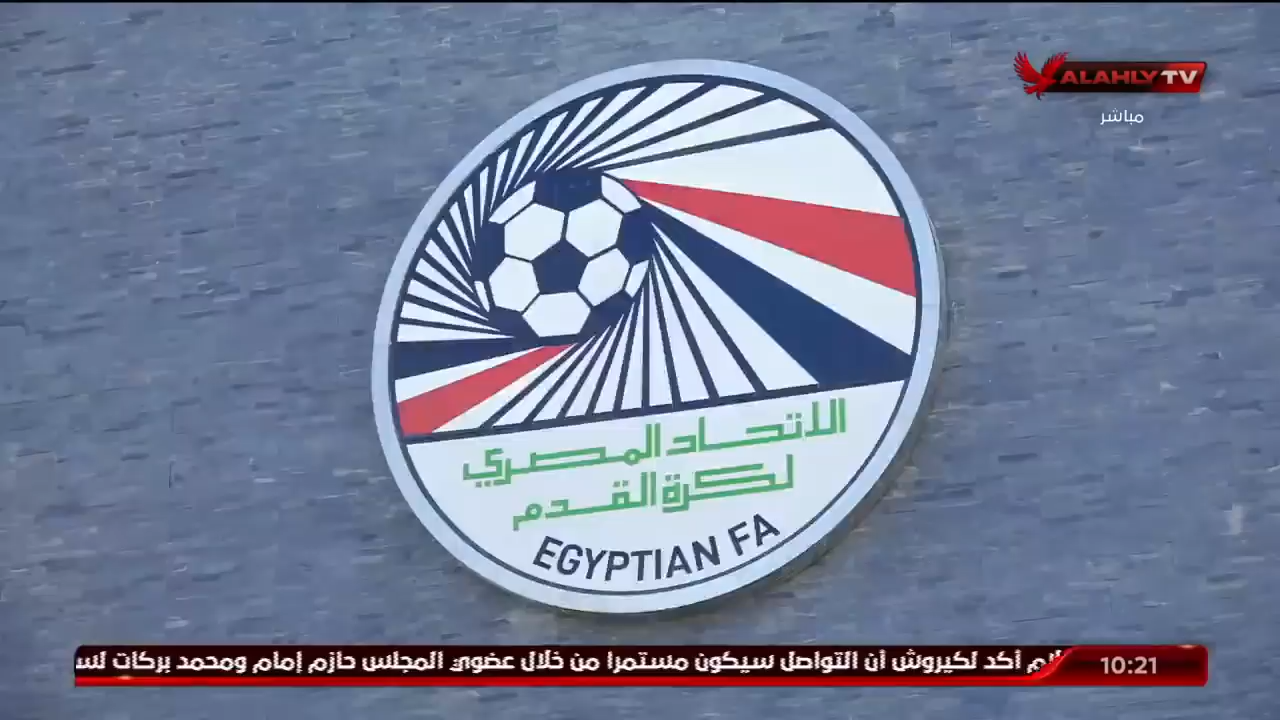 ALAHLY TV
مباشر
الاتحاد المصري
لكرة القدم
EGYPTIAN FA
أكد لكيروش أن التواصل سيكون مستمرا من خلال عضوي المجلس حازم إمام ومحمد بركات
10:21